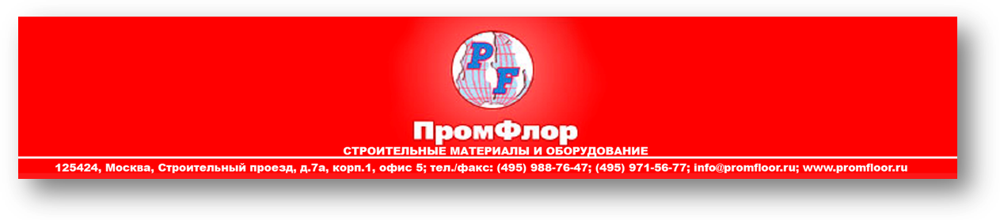 PF
ПромФлор
СТРОИТЕЛЬНЫЕ МАТЕРИАЛЫ И ОБОРУДОВАНИЕ
125424, Москва, Строительный проезд, д.7а, корп.1, офис 5; тел./факс: (495) 988-76-47; (495) 971-56-77; info@promfloor.ru; www.promfloor.ru